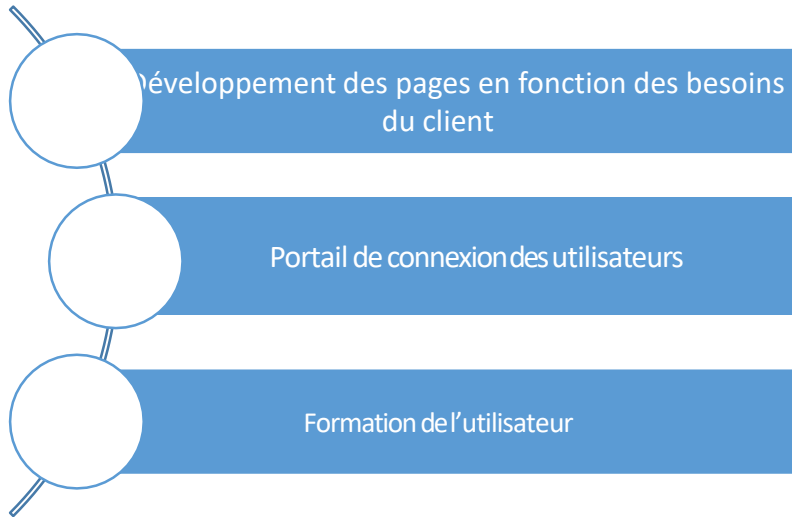 Développement des pages en fonction des besoins
du client
Portail de connexion des utilisateurs
Formation de l’utilisateur